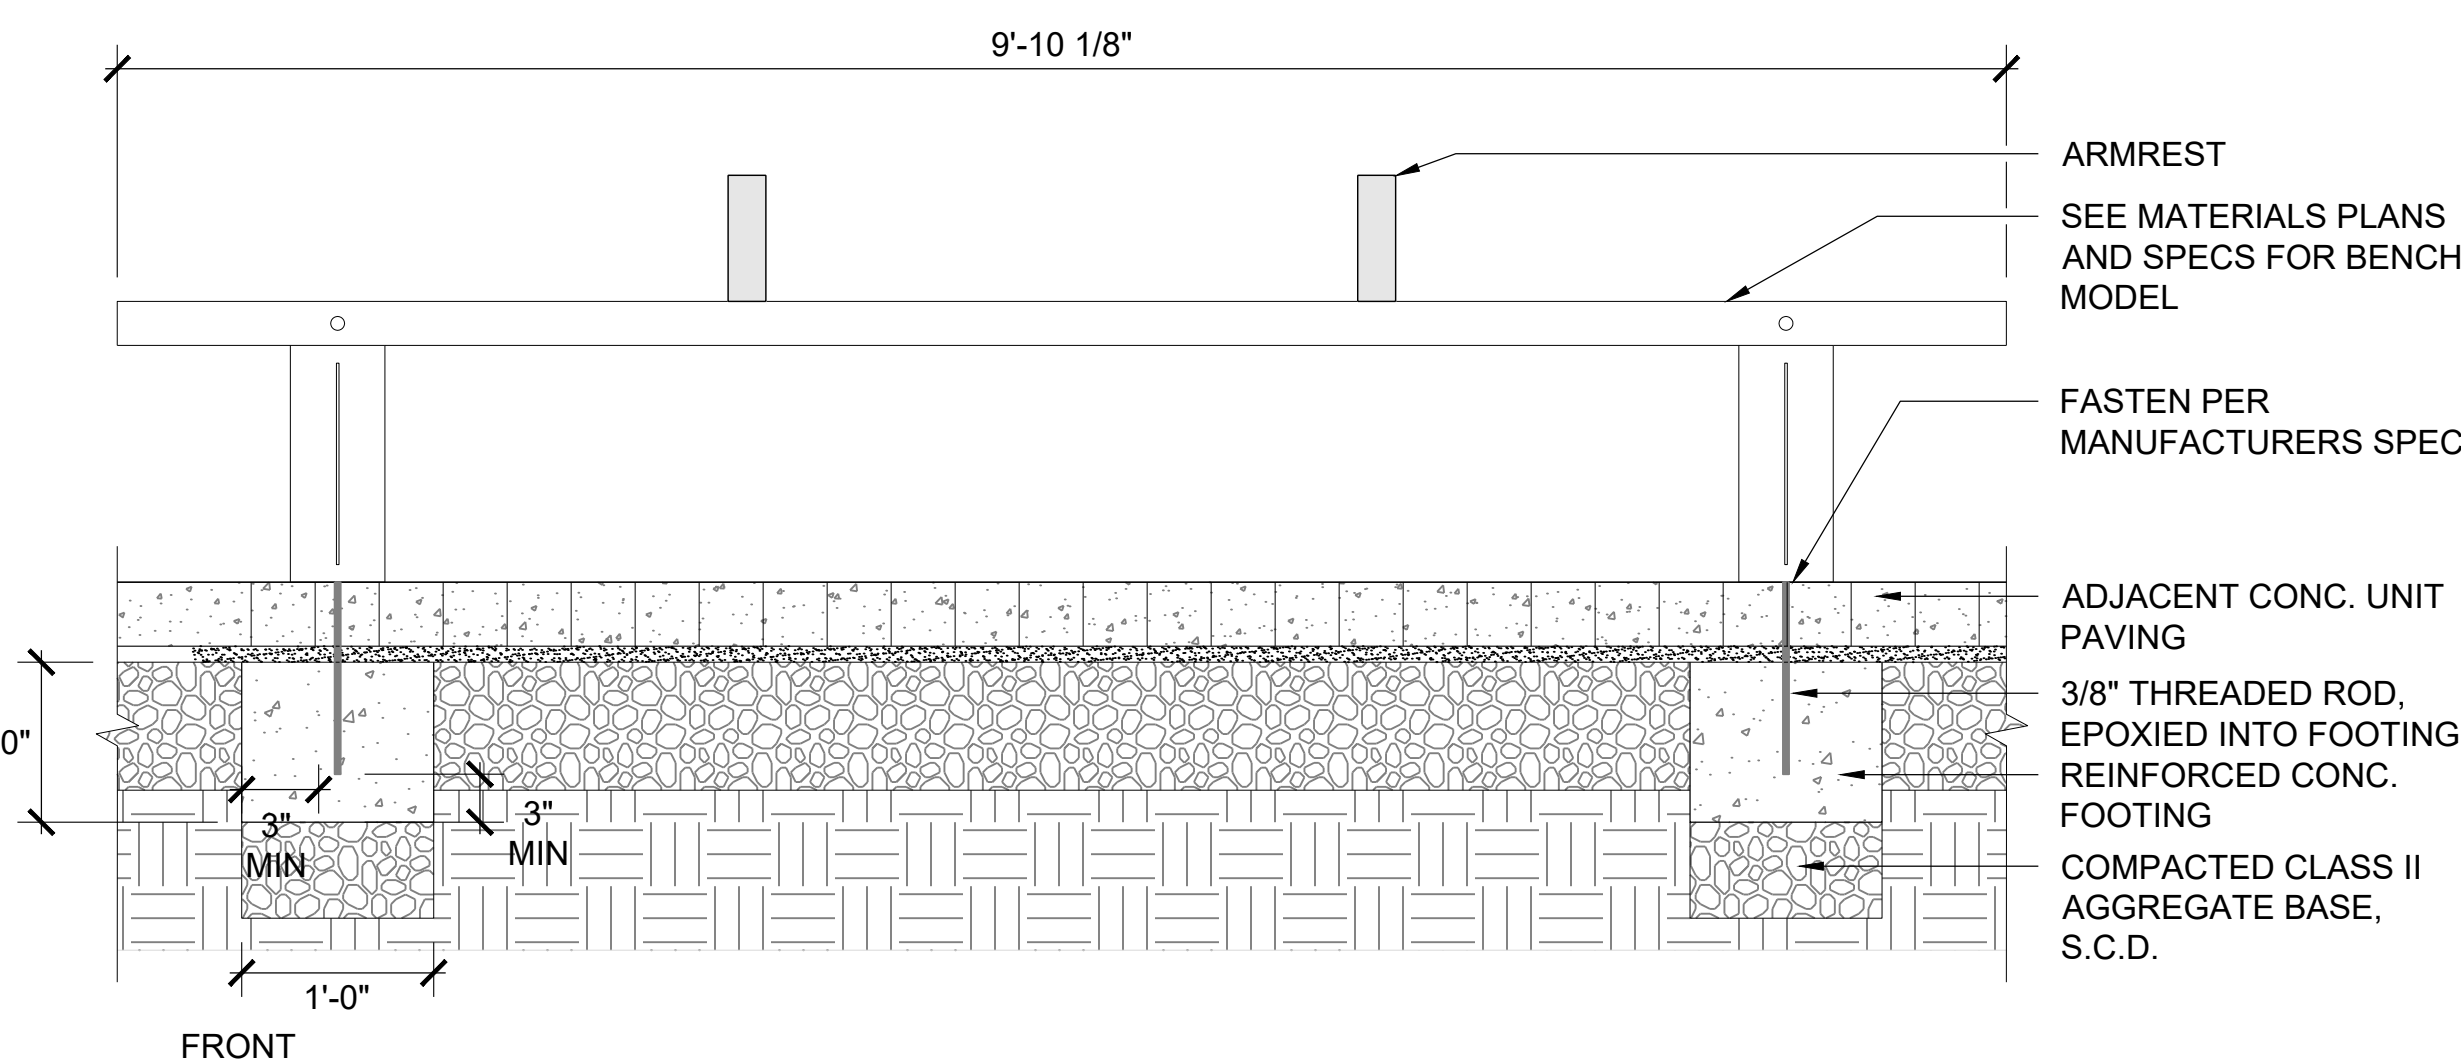 9'-10 1/8"
ARMREST
SEE MATERIALS PLANS
AND SPECS FOR BENCH
MODEL
FASTEN PER
MANUFACTURERS SPEC
ADJACENT CONC. UNIT
PAVING
3/8" THREADED ROD,
EPOXIED INTO FOOTING
REINFORCED CONC.
FOOTING
COMPACTED CLASS II
AGGREGATE BASE,
S.C.D.
0"
3"
MIN
3"
MIN
1'-0"
FRONT